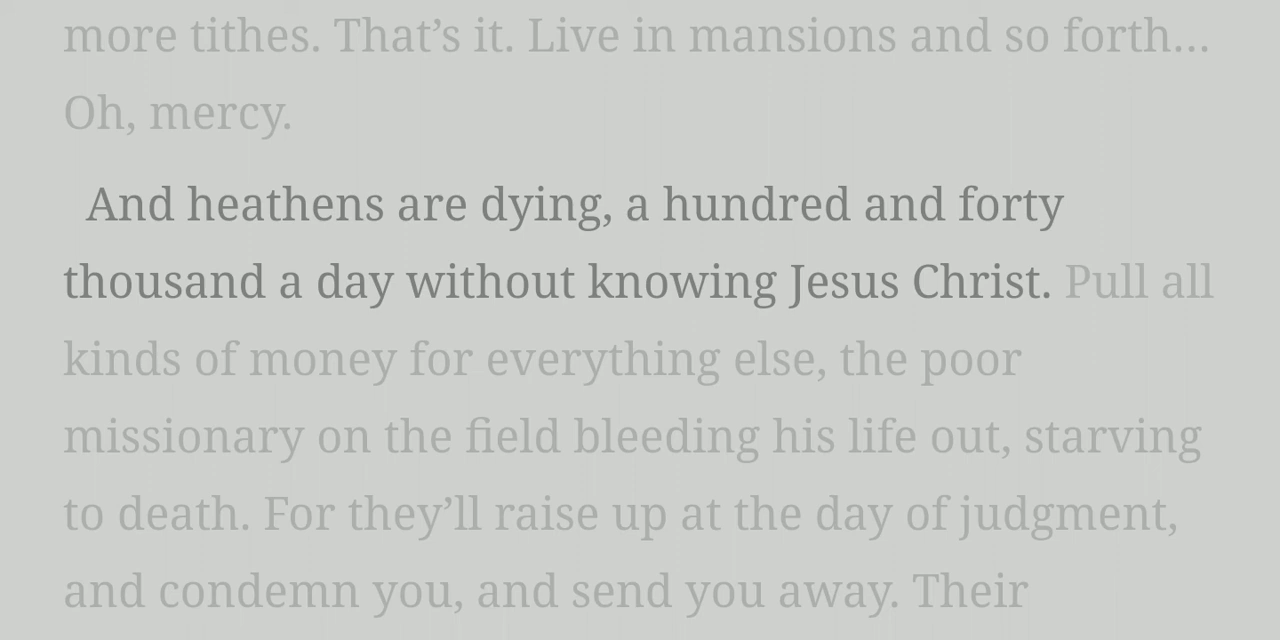 more tithes. That’s it. Live in mansions and so forth…
Oh, mercy.
And heathens are dying, a hundred and forty
thousand a day without knowing Jesus Christ. Pull all
kinds of money for everything else, the poor
missionary on the field bleeding his life out, starving
to death. For they’ll raise up at the day of judgment,
and condemn you, and send you away. Their